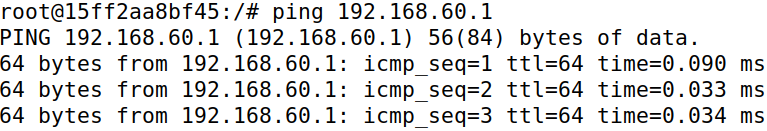 root@15ff2aa8bf45:/# ping 192.168.60.1
PING 192.168.60.1 (192.168.60.1) 56(84) bytes of data.
64 bytes from 192.168.60.1: icmp_seq=1 ttl=64 time=0.090 ms
64 bytes from 192.168.60.1: icmp_seq=2 ttl=64 time=0.033 ms
64 bytes from 192.168.60.1: icmp_seq=3 ttl=64 time=0.034 ms